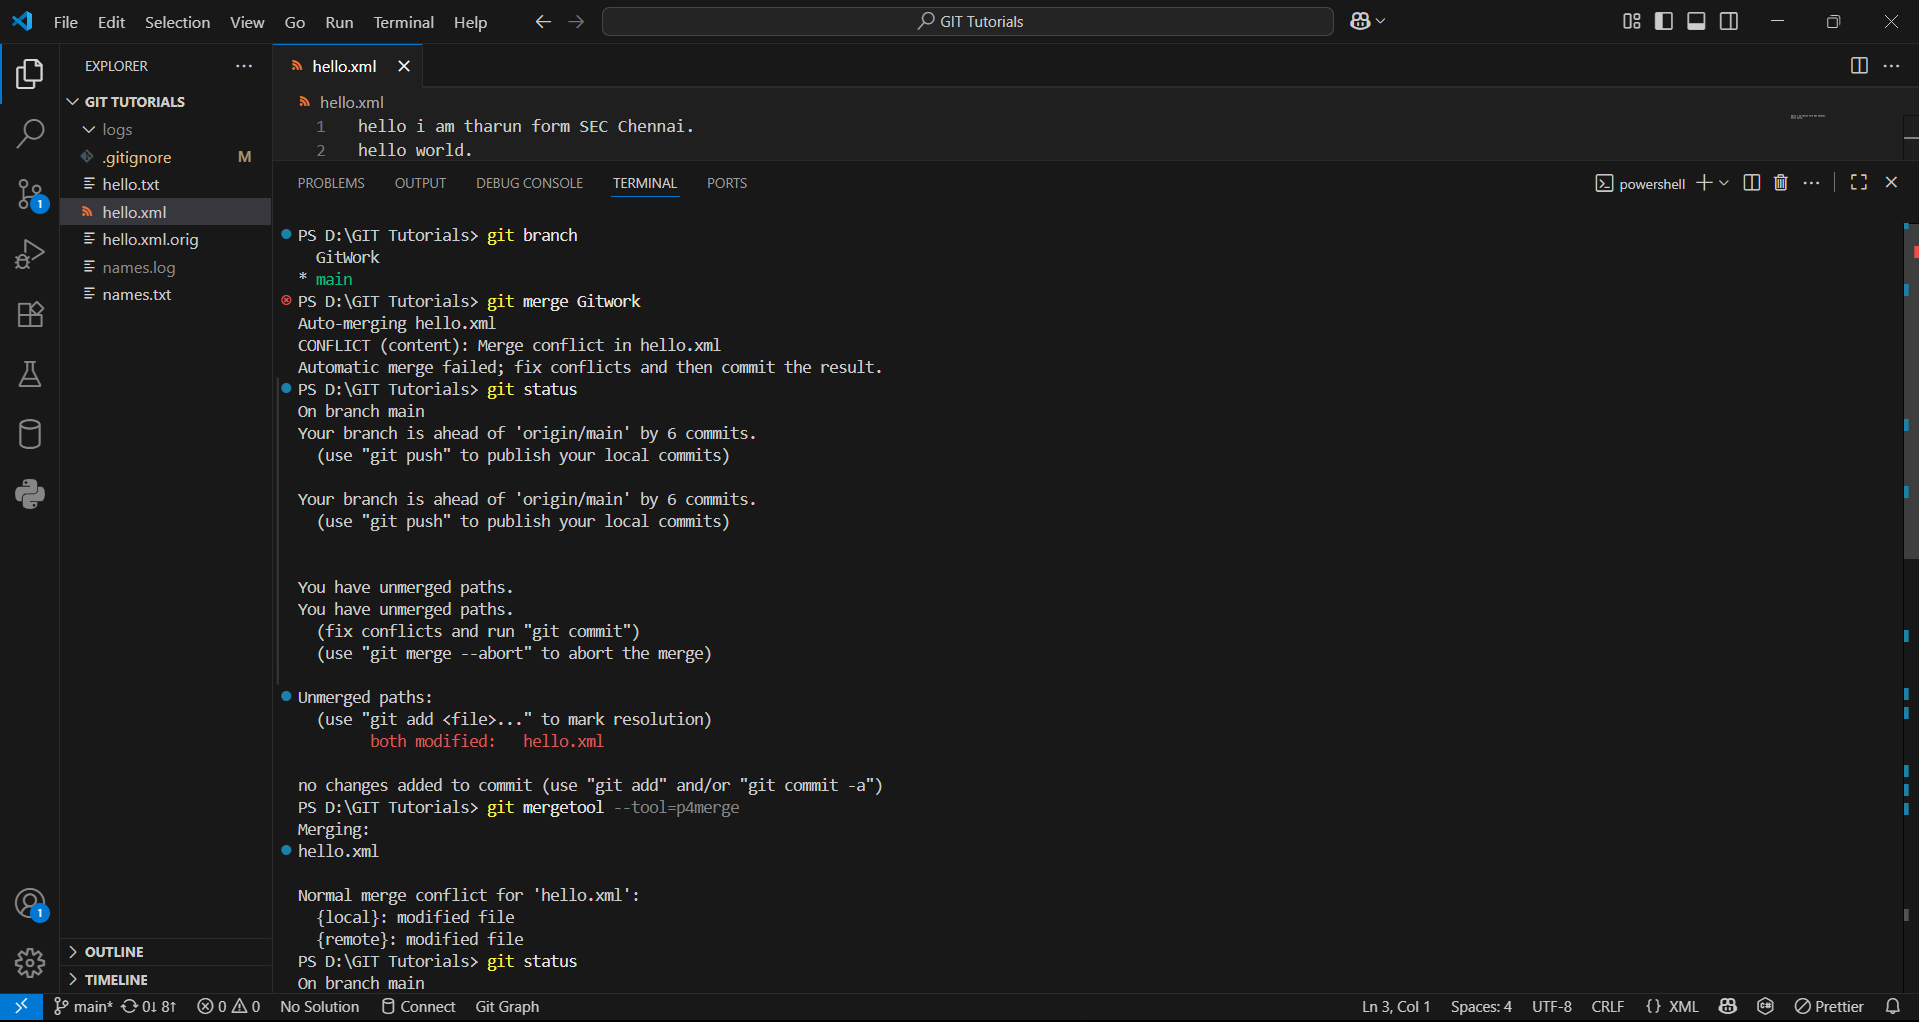 File Edit Selection View Go Run Terminal Help
GIT Tutorials
EXPLORER
GIT TUTORIALS
logs
.gitignore M
hello.txt
hello.xml
hello.xml.orig
names.log
names.txt
OUTLINE
TIMELINE
1
1
hello.xml
hello.xml
1 hello i am tharun form SEC Chennai.
2 hello world.
PROBLEMS OUTPUT DEBUG CONSOLE TERMINAL PORTS
powershell
PS D:\GIT Tutorials> git branch
GitWork
* main
PS D:\GIT Tutorials> git merge Gitwork
Auto-merging hello.xml
CONFLICT (content): Merge conflict in hello.xml
Automatic merge failed; fix conflicts and then commit the result.
PS D:\GIT Tutorials> git status
On branch main
Your branch is ahead of 'origin/main' by 6 commits.
(use "git push" to publish your local commits)
Your branch is ahead of 'origin/main' by 6 commits.
(use "git push" to publish your local commits)
You have unmerged paths.
You have unmerged paths.
(fix conflicts and run "git commit")
(use "git merge --abort" to abort the merge)
Unmerged paths:
(use "git add <file>..." to mark resolution)
both modified: hello.xml
no changes added to commit (use "git add" and/or "git commit -a")
PS D:\GIT Tutorials> git mergetool --tool=p4merge
Merging:
hello.xml
Normal merge conflict for 'hello.xml':
{local}: modified file
{remote}: modified file
PS D:\GIT Tutorials> git status
On branch main
main* 0↓ 8↑ 0 0 No Solution Connect Git Graph
Ln 3, Col 1 Spaces: 4 UTF-8 CRLF {} XML Prettier